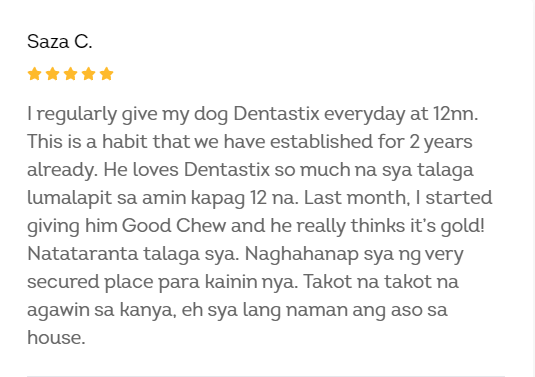 Saza C.
I regularly give my dog Dentastix everyday at 12nn.
This is a habit that we have established for 2 years
already. He loves Dentastix so much na sya talaga
lumalapit sa amin kapag 12 na. Last month, I started
giving him Good Chew and he really thinks it's gold!
Natataranta talaga sya. Naghahanap sya ng very
secured place para kainin nya. Takot na takot na
agawin sa kanya, eh sya lang naman ang aso sa
house.